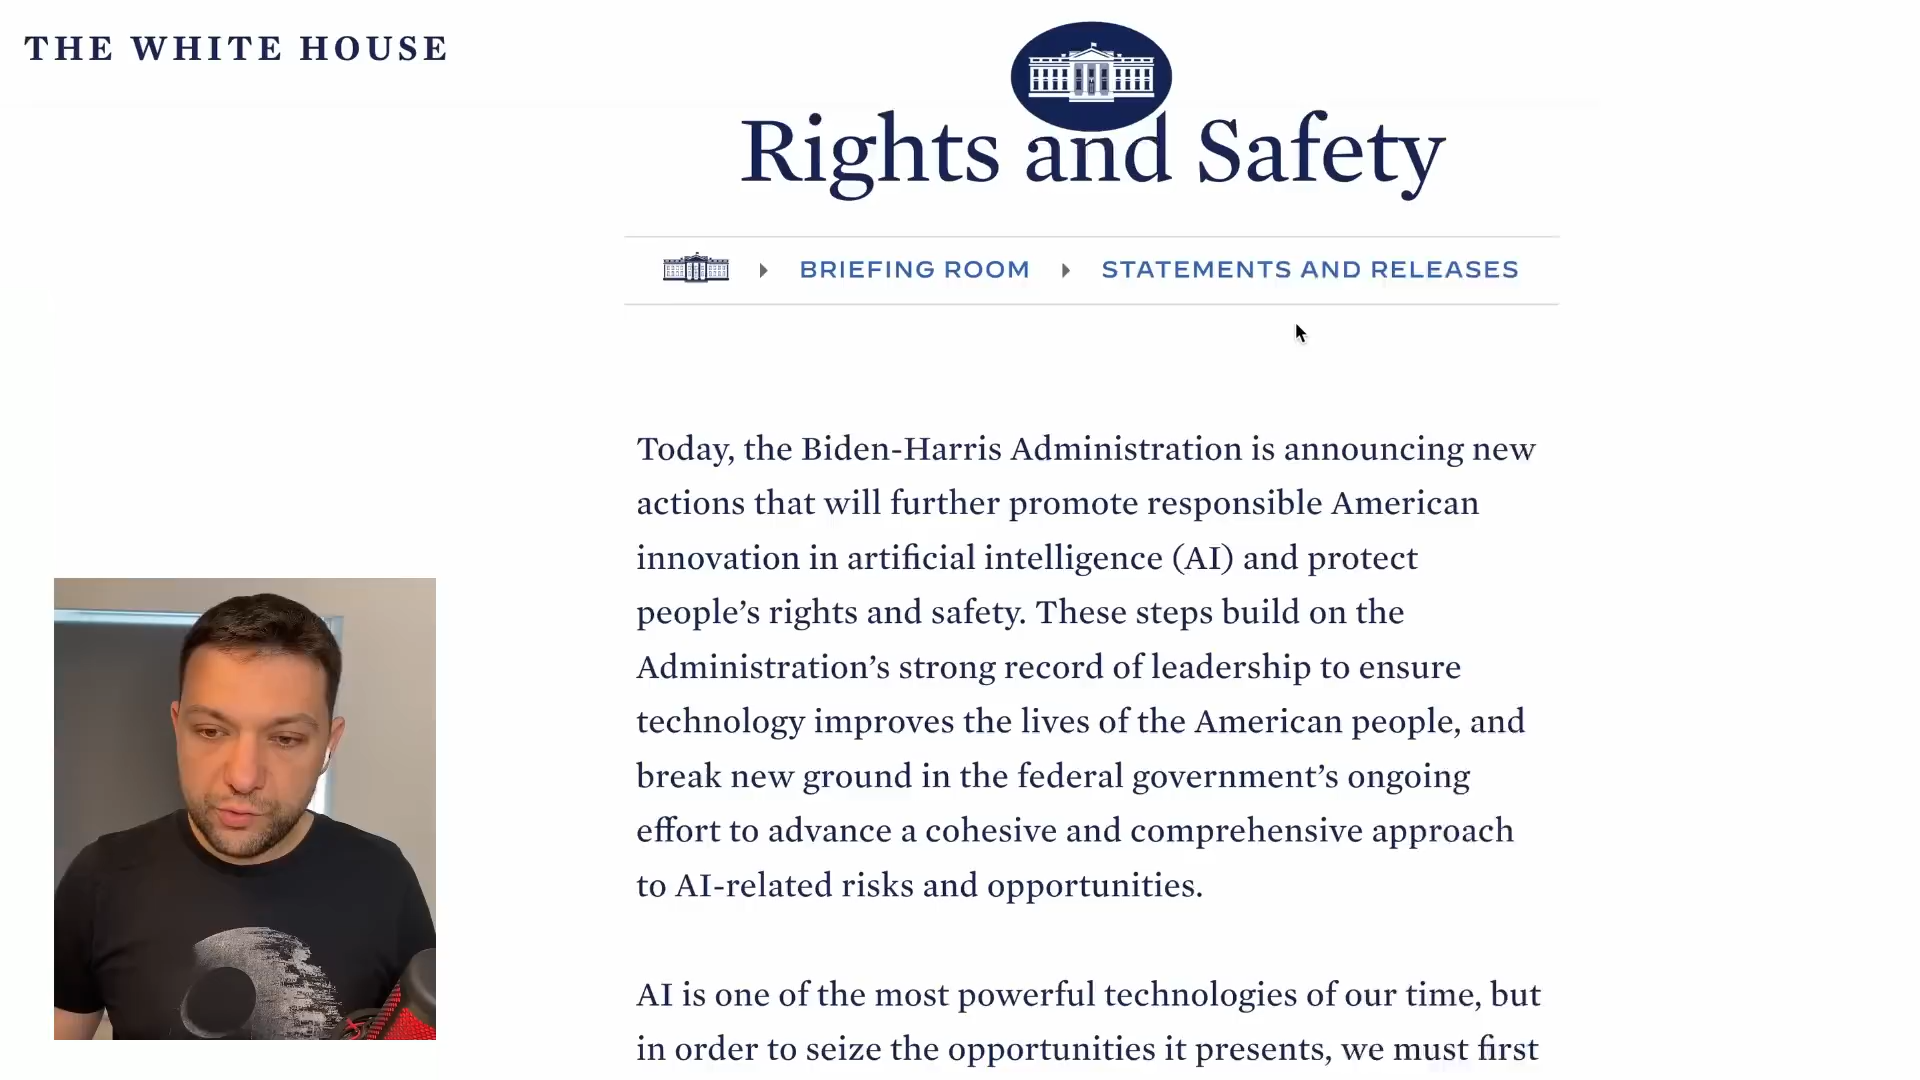 THE WHITE HOUSE
Rights and Safety
BRIEFING ROOM
STATEMENTS AND RELEASES
Today, the Biden-Harris Administration is announcing new
actions that will further promote responsible American
innovation in artificial intelligence (AI) and protect
people’s rights and safety. These steps build on the
Administration’s strong record of leadership to ensure
technology improves the lives of the American people, and
break new ground in the federal government’s ongoing
effort to advance a cohesive and comprehensive approach
to AI-related risks and opportunities.
AI is one of the most powerful technologies of our time, but
in order to seize the opportunities it presents, we must first